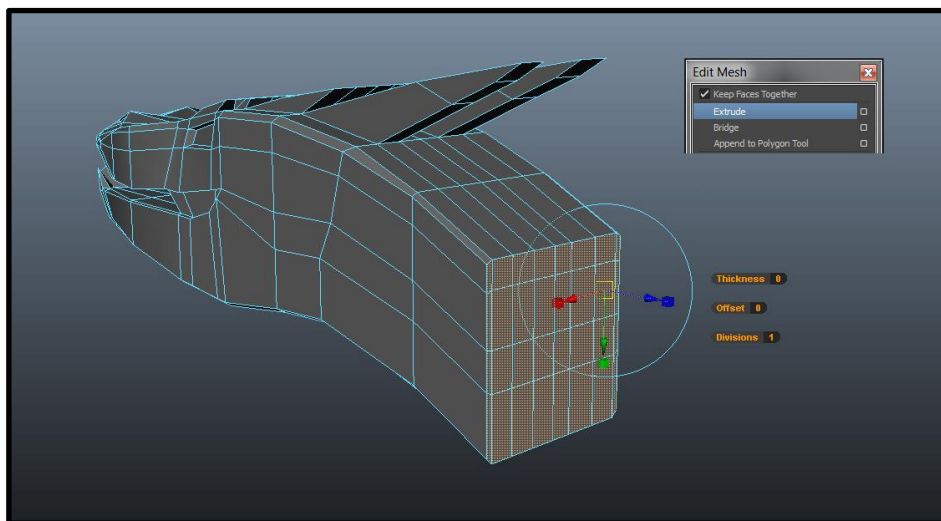 Edit Mesh
Keep Faces Together
Extrude
Bridge
Append to Polygon Tool
Thickness 0
Offset 0
Divisions 1